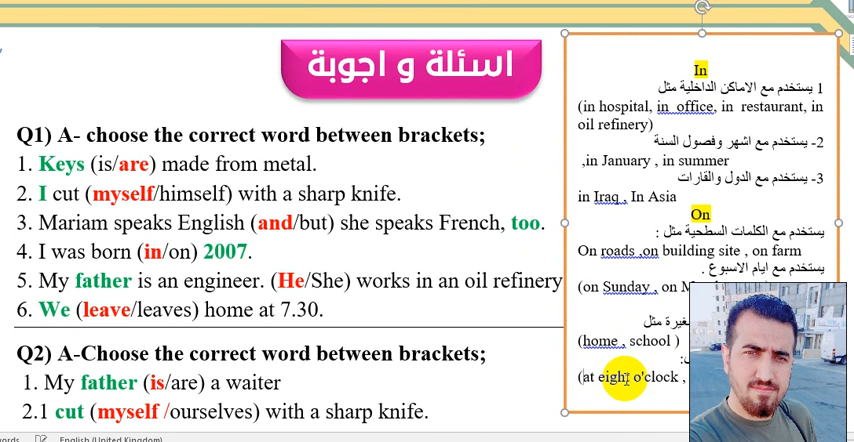 اسئلة و اجوبة
Q1) A- choose the correct word between brackets;
1. Keys (is/are) made from metal.
2. I cut (myself/himself) with a sharp knife.
3. Mariam speaks English (and/but) she speaks French, too.
4. I was born (in/on) 2007.
5. My father is an engineer. (He/She) works in an oil refinery
6. We (leave/leaves) home at 7.30.
Q2) A-Choose the correct word between brackets;
1. My father (is/are) a waiter
2.1 cut (myself /ourselves) with a sharp knife.
In
1 يستخدم مع الاماكن الداخلية مثل
(in hospital, in office, in restaurant, in
oil refinery)
2- يستخدم مع اشهر وفصول السنة
,in January , in summer
3- يستخدم مع الدول والقارات
in Iraq , In Asia
On
يستخدم مع الكلمات السطحية مثل :
On roads ,on building site , on farm
يستخدم مع ايام الاسبوع .
(on Sunday , on M
مثل
(home , school )
(at eight o'clock ,
English (United Kingdom)